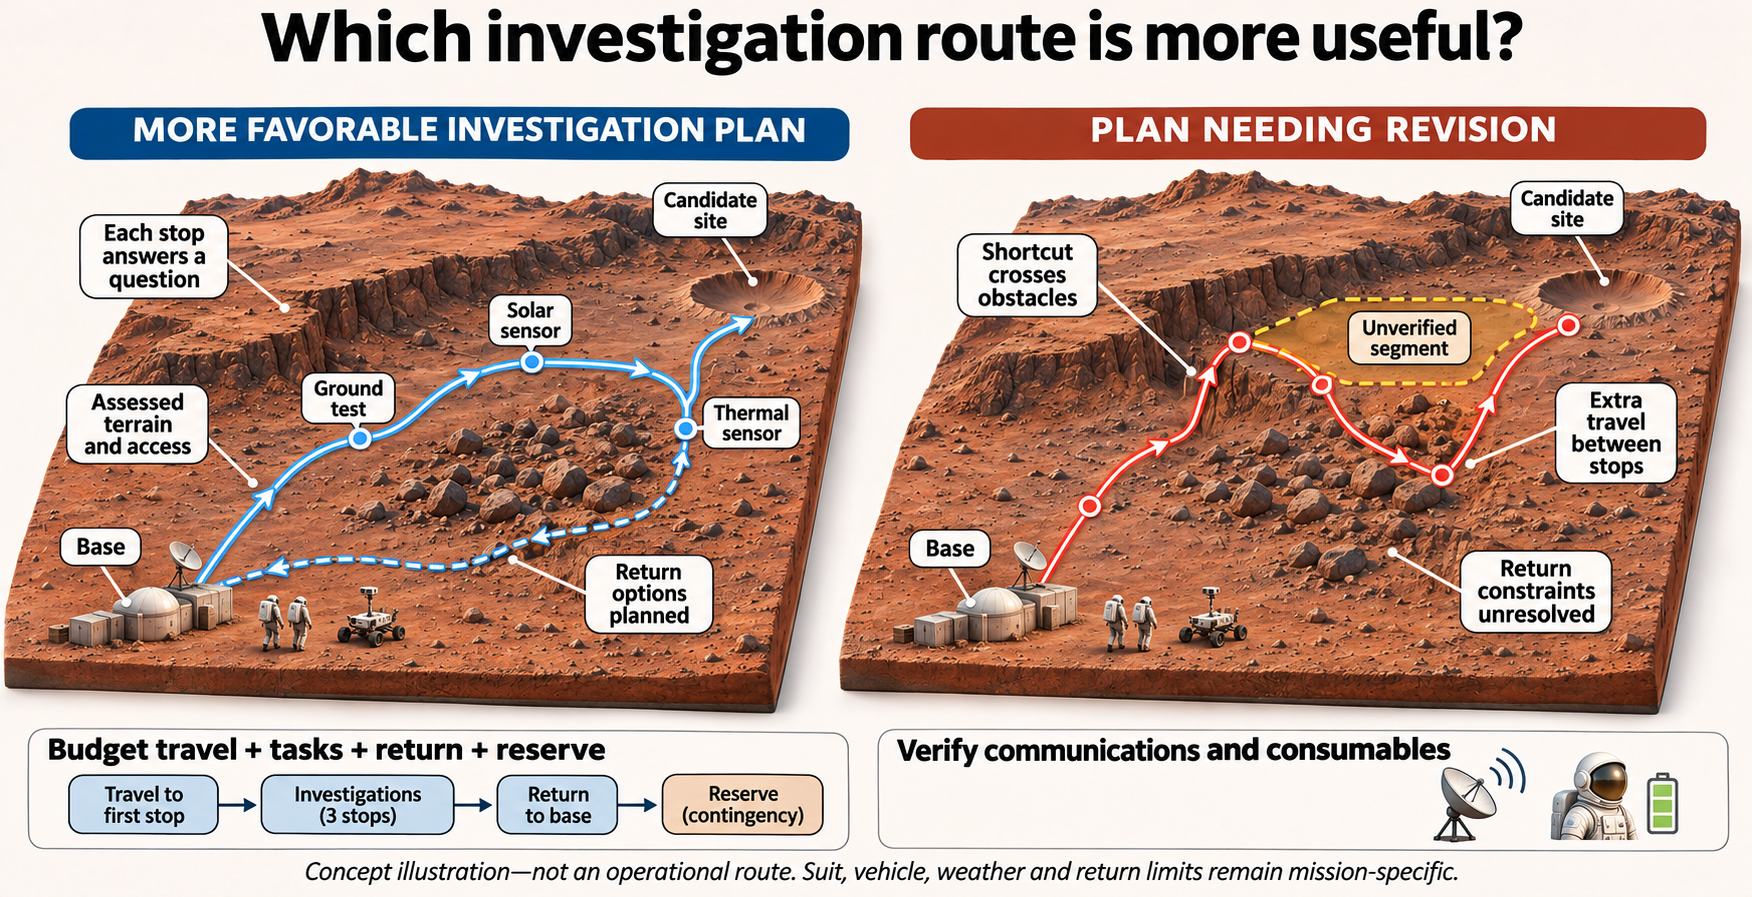 Which investigation route is more useful?
MORE FAVORABLE INVESTIGATION PLAN
Each stop
answers a
question
Candidate
site
Solar
sensor
Ground
test
Assessed
terrain
and access
Thermal
sensor
Base
Return
options
planned
PLAN NEEDING REVISION
Candidate
site
Shortcut
crosses
obstacles
Unverified
segment
Extra
travel
between
stops
Base
Return
constraints
unresolved
Budget travel + tasks + return + reserve
Travel to
first stop
Investigations
(3 stops)
Return
to base
Reserve
(contingency)
Verify communications and consumables
Concept illustration—not an operational route. Suit, vehicle, weather and return limits remain mission-specific.